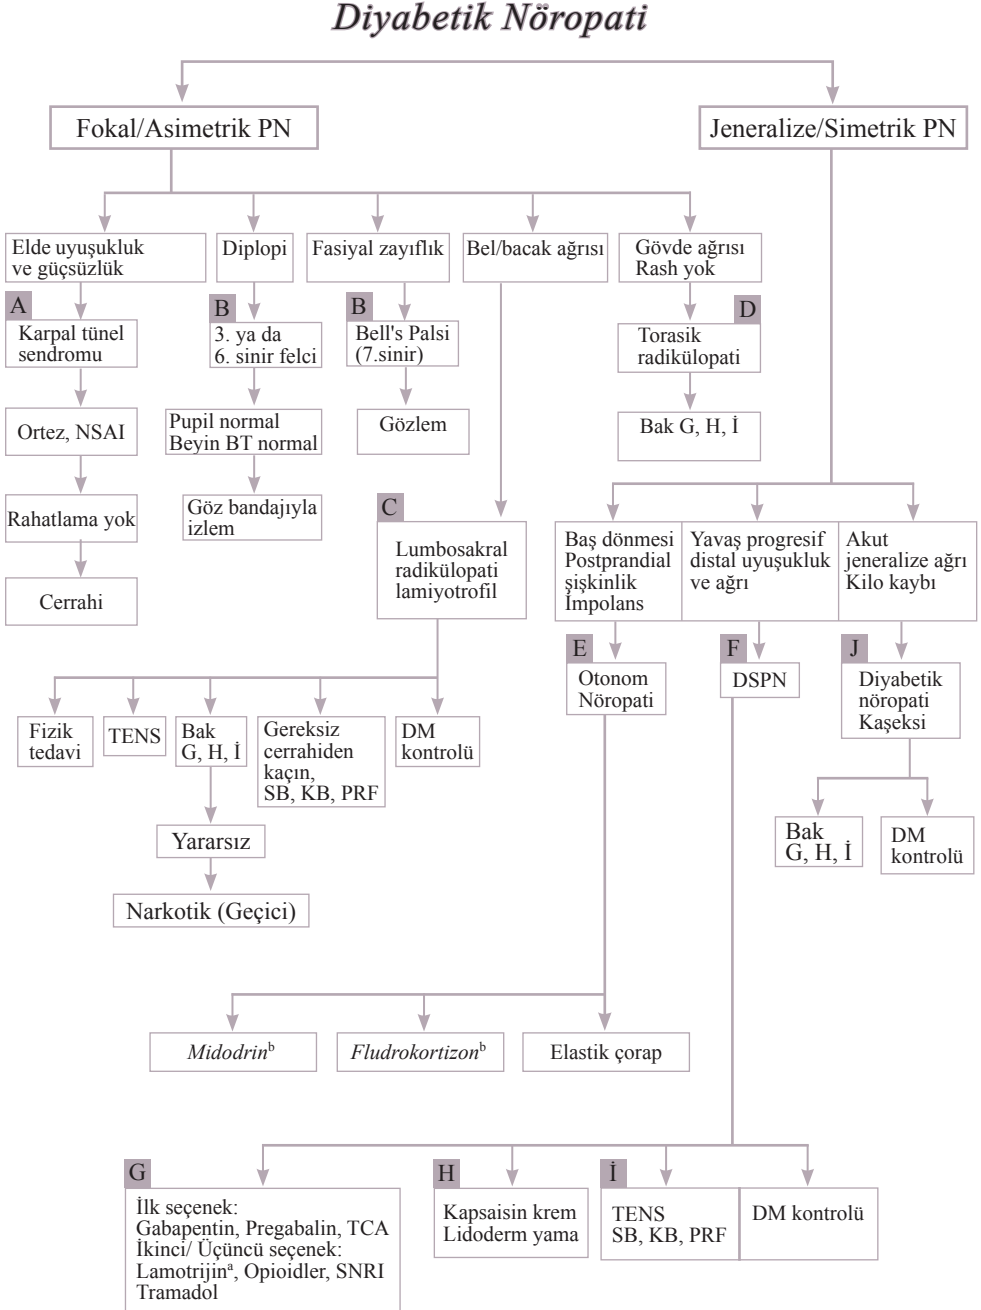 Diyabetik Nöropati
Fokal/Asimetrik PN
Jeneralize/Simetrik PN
Elde uyuşukluk
ve güçsüzlük
Diplopi
Fasiyal zayıflık
Bel/bacak ağrısı
Gövde ağrısı
Rash yok
A
Karpal tünel
sendromu
B
3. ya da
6. sinir felci
B
Bell's Palsi
(7.sinir)
D
Torasik
radikülopati
Ortez, NSAI
Pupil normal
Beyin BT normal
Gözlem
Bak G, H, İ
Rahatlama yok
Göz bandajıyla
izlem
Cerrahi
C
Lumbosakral
radikülopati
lamiyotrofil
Baş dönmesi
Postprandial
şişkinlik
İmpolans
Yavaş progresif
distal uyuşukluk
ve ağrı
Akut
jeneralize ağrı
Kilo kaybı
E
Otonom
Nöropati
F
DSPN
J
Diyabetik
nöropati
Kaşeksi
Fizik
tedavi
TENS
Bak
G, H, İ
Gereksiz
cerrahiden
kaçın,
SB, KB, PRF
DM
kontrolü
Yararsız
Narkotik (Geçici)
Bak
G, H, İ
DM
kontrolü
Midodrinᵇ
Fludrokortizonᵇ
Elastik çorap
G
İlk seçenek:
Gabapentin, Pregabalin, TCA
İkinci/ Üçüncü seçenek:
Lamotrijinᵃ, Opioidler, SNRI
Tramadol
H
Kapsaisin krem
Lidoderm yama
İ
TENS
SB, KB, PRF
DM kontrolü